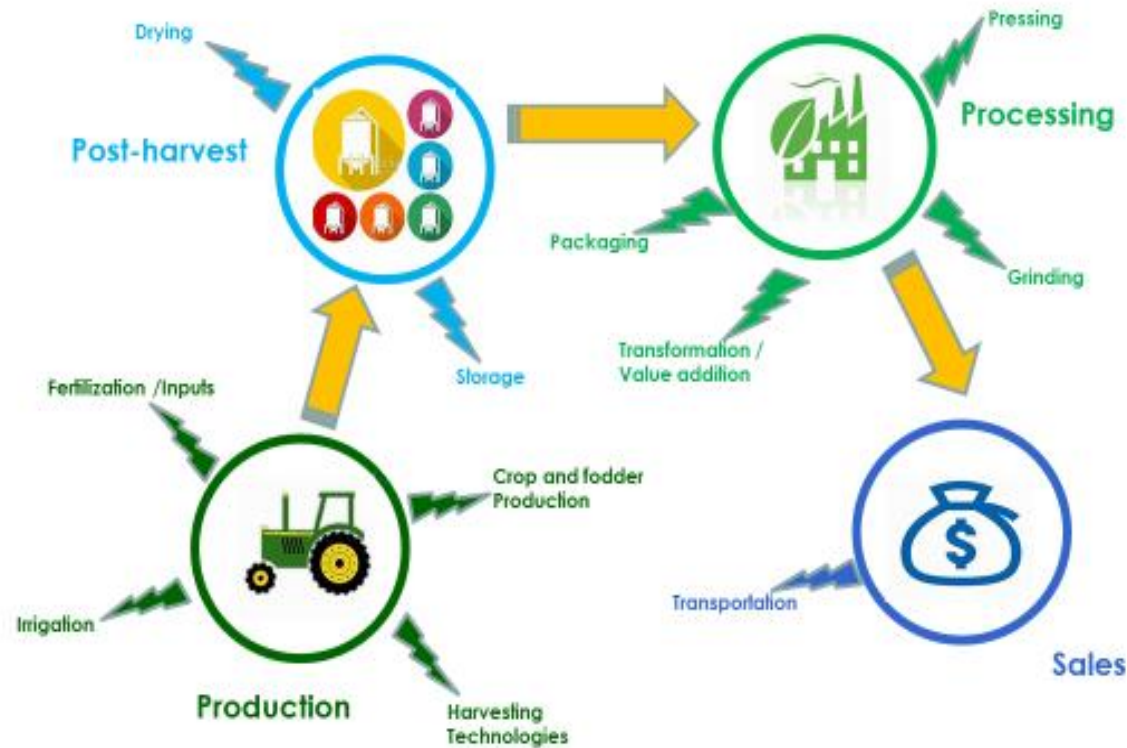 Drying
Post-harvest
Storage
Pressing
Processing
Packaging
Grinding
Transformation /
Value addition
Fertilization /Inputs
Crop and fodder
Production
Irrigation
Harvesting
Technologies
Production
$
Transportation
Sales